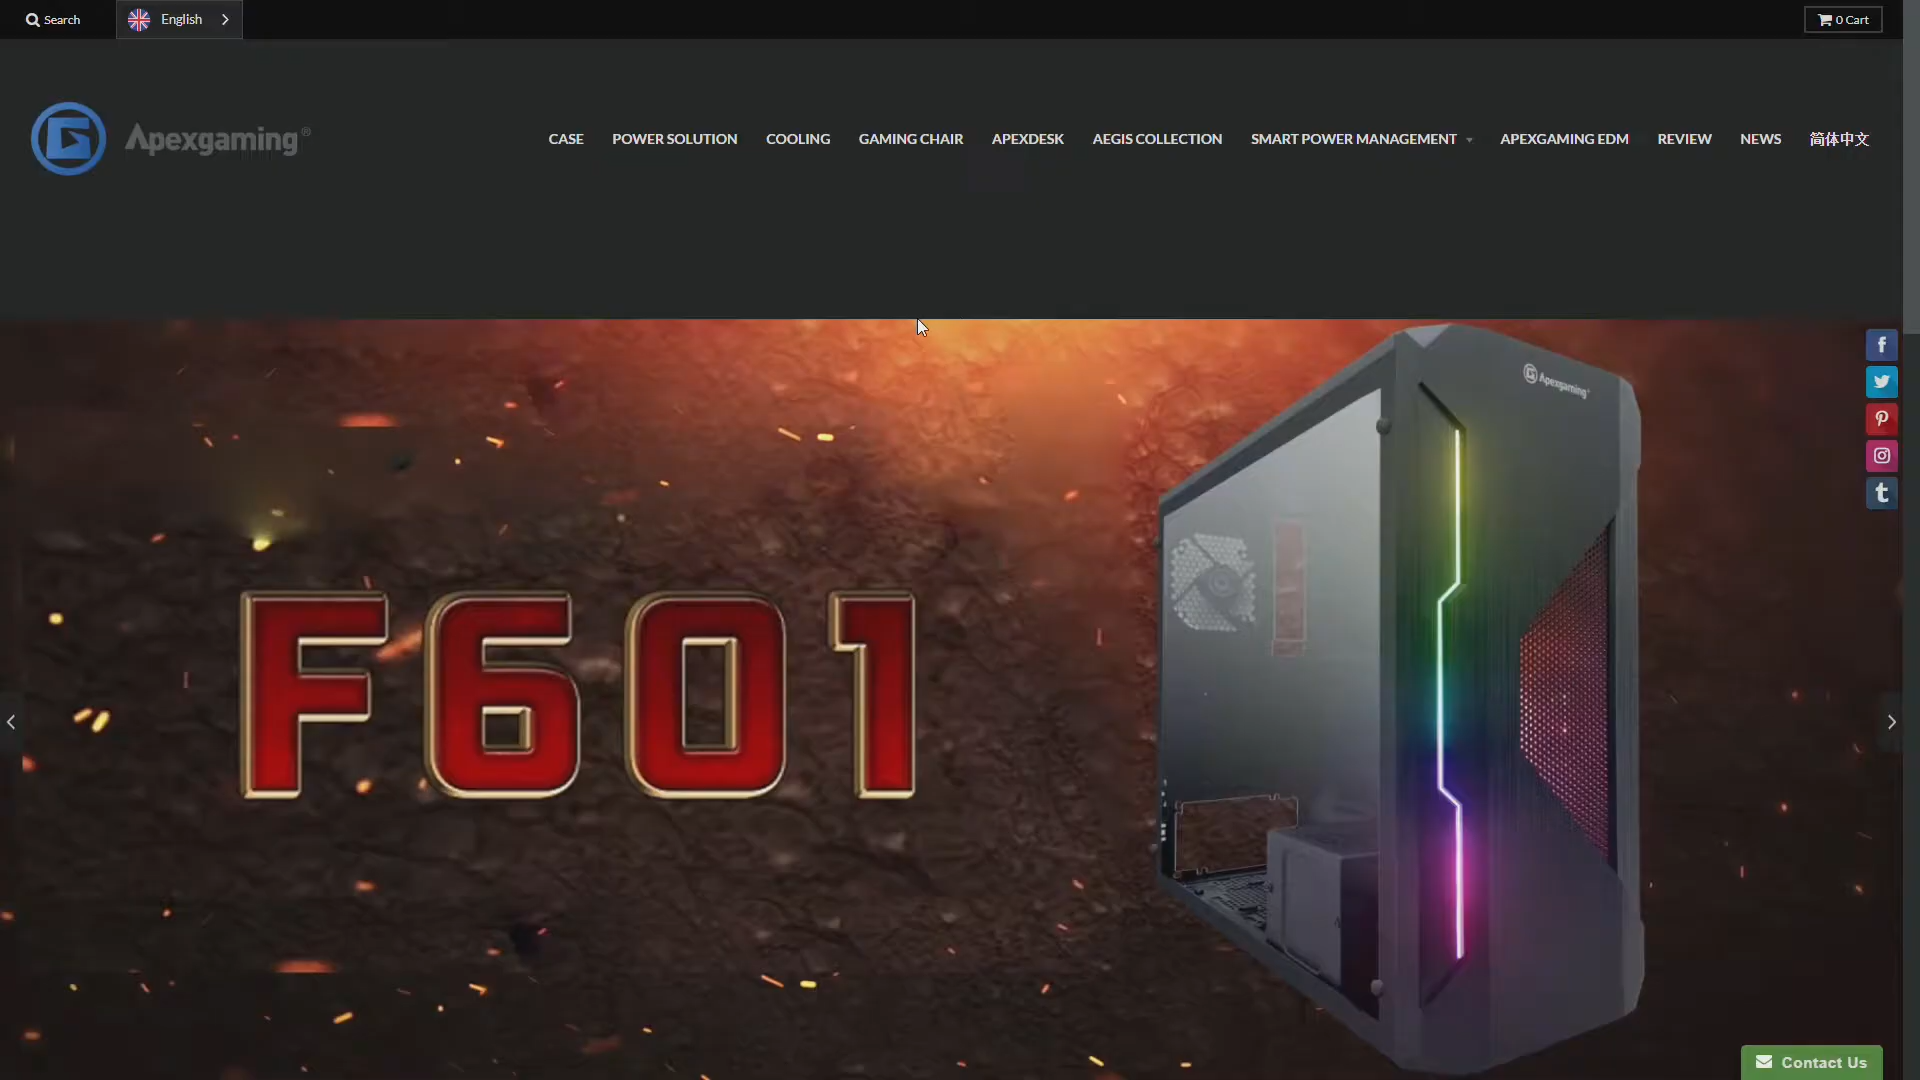 Search
English
0 Cart
Apexgaming®
CASE
POWER SOLUTION
COOLING
GAMING CHAIR
APEXDESK
AEGIS COLLECTION
SMART POWER MANAGEMENT
APEXGAMING EDM
REVIEW
NEWS
简体中文
Apexgaming
F601
Contact Us